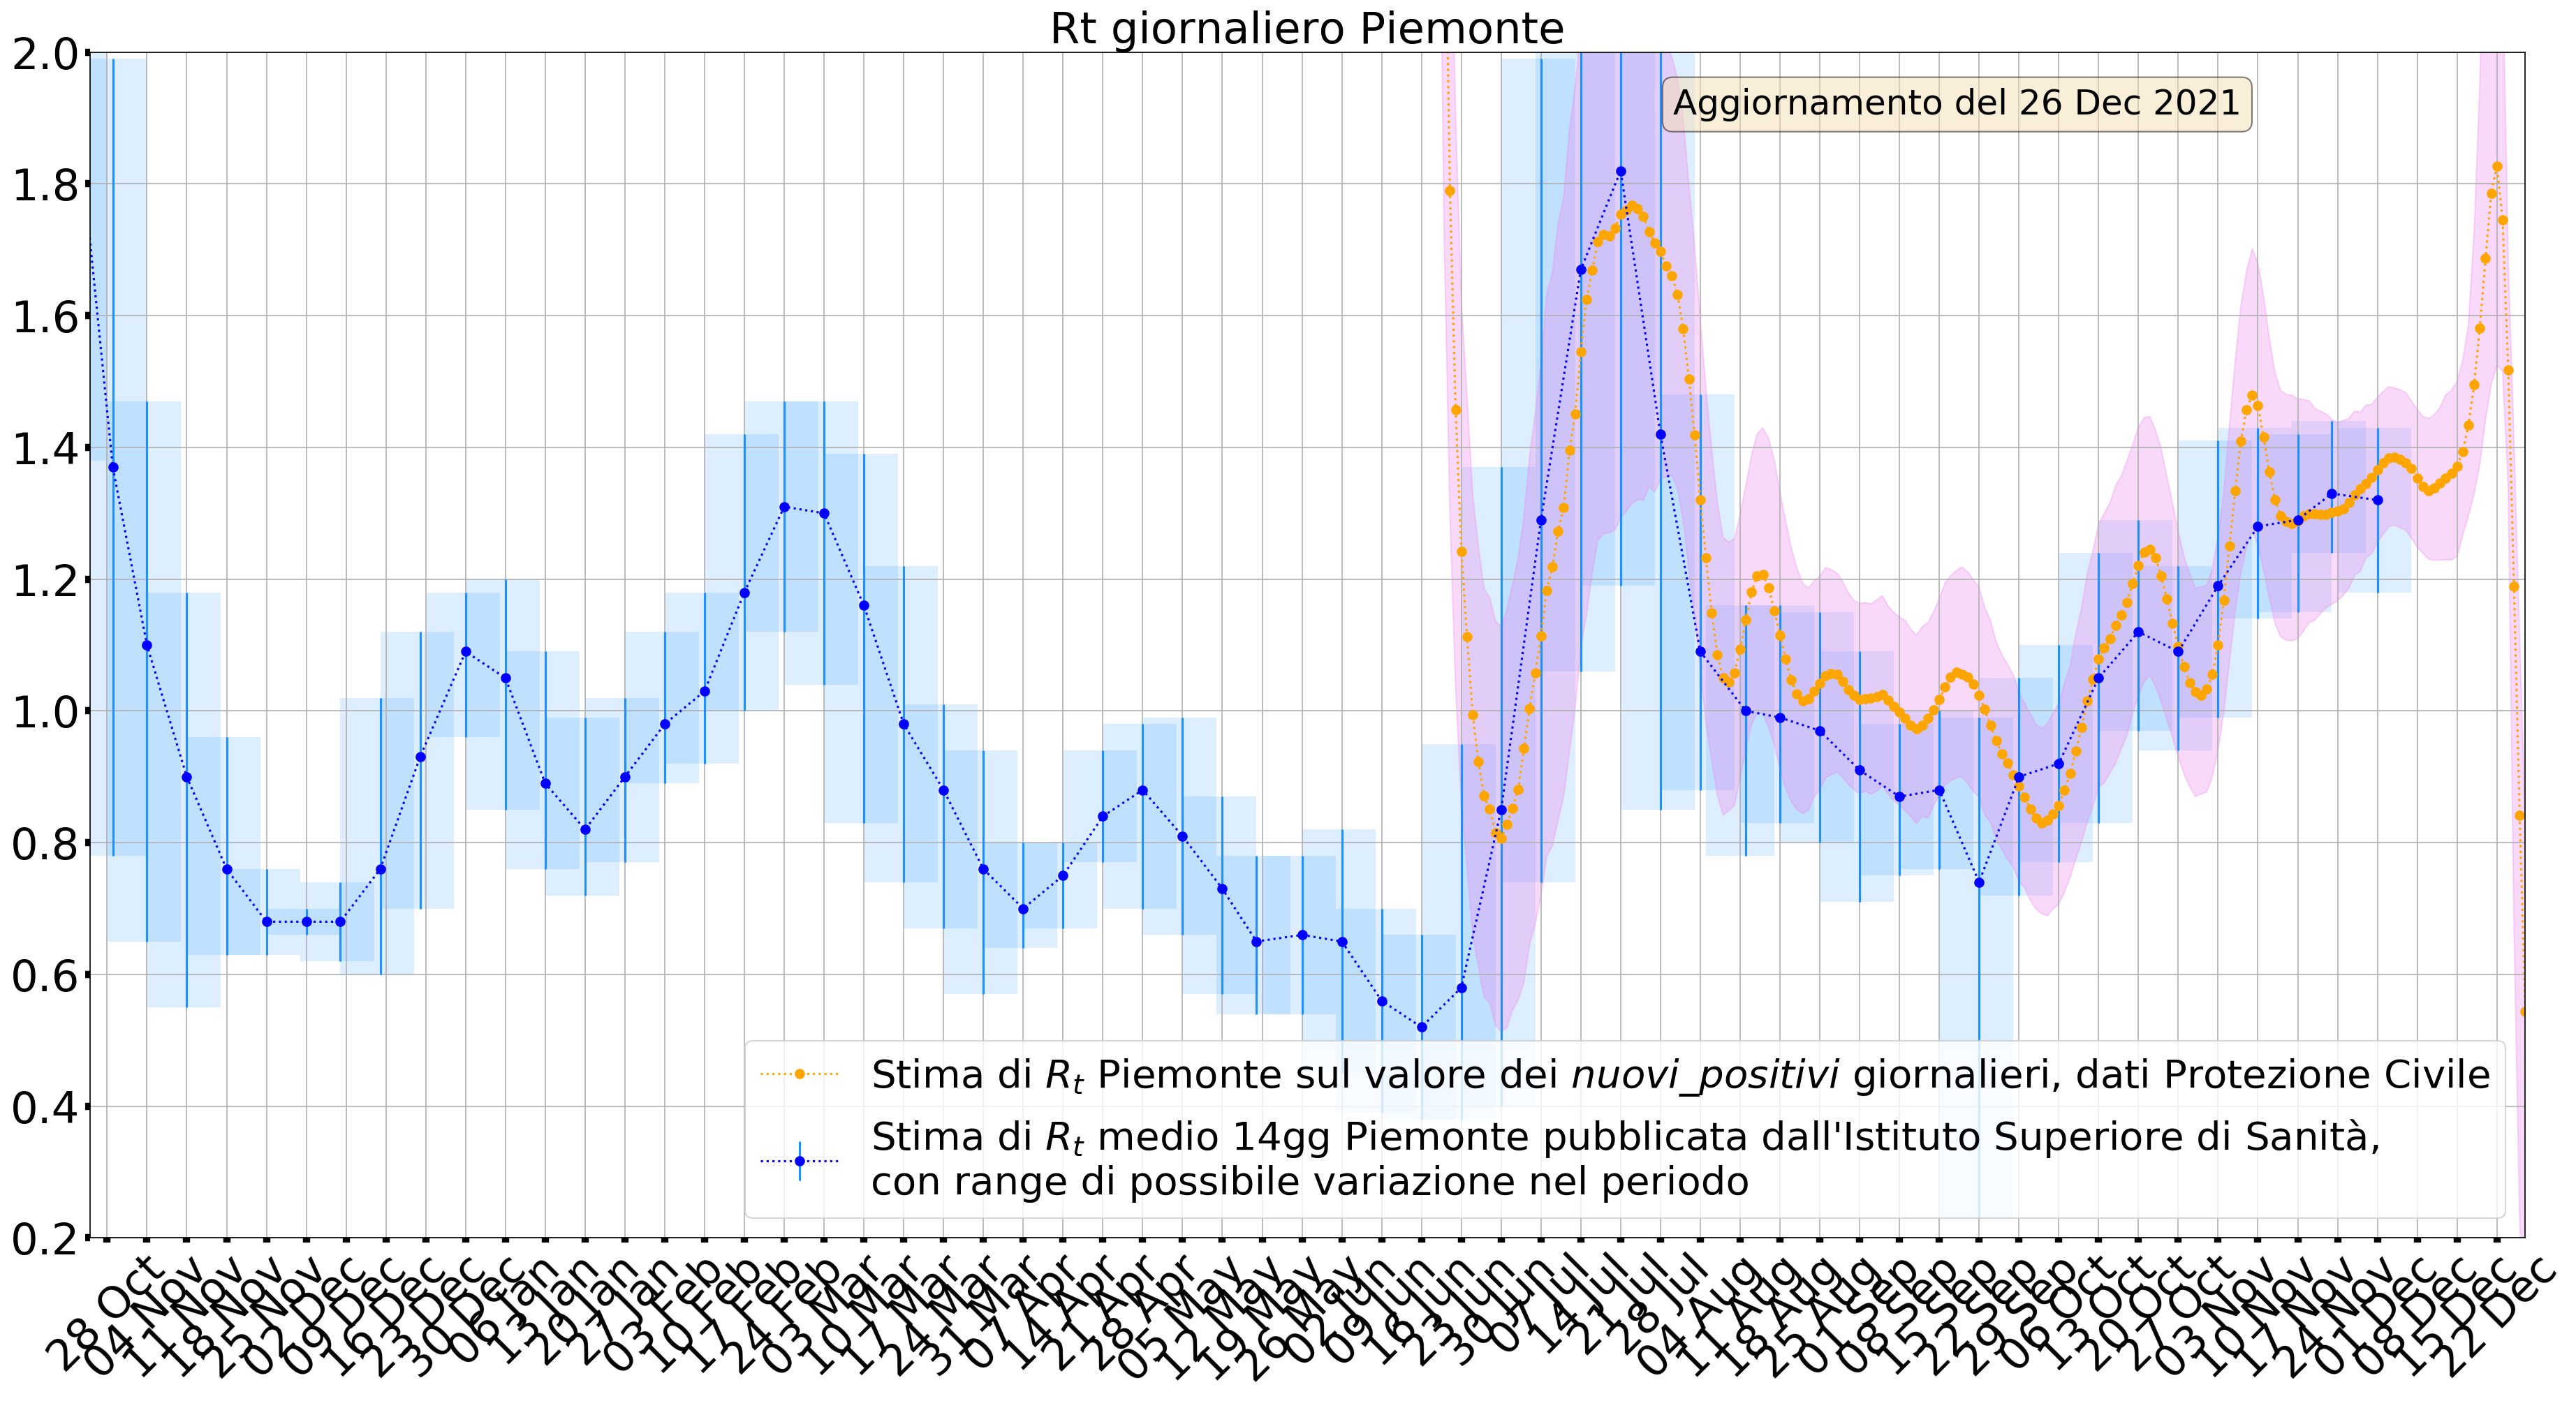 Rt giornaliero Piemonte
Aggiornamento del 26 Dec 2021
2.0
1.8
1.6
1.4
1.2
1.0
0.8
0.6
0.4
0.2
Stima di Rt Piemonte sul valore dei nuovi_positivi giornalieri, dati Protezione Civile
Stima di Rt medio 14gg Piemonte pubblicata dall'Istituto Superiore di Sanità,
con range di possibile variazione nel periodo
28 Oct
04 Nov
11 Nov
18 Nov
25 Nov
02 Dec
09 Dec
16 Dec
23 Dec
30 Dec
06 Jan
13 Jan
20 Jan
27 Jan
03 Feb
10 Feb
17 Feb
24 Feb
03 Mar
10 Mar
17 Mar
24 Mar
31 Mar
07 Apr
14 Apr
21 Apr
28 Apr
05 May
12 May
19 May
26 May
02 Jun
09 Jun
16 Jun
23 Jun
30 Jun
07 Jul
14 Jul
21 Jul
28 Jul
04 Aug
11 Aug
18 Aug
25 Aug
01 Sep
08 Sep
15 Sep
22 Sep
29 Sep
06 Oct
13 Oct
20 Oct
27 Oct
03 Nov
10 Nov
17 Nov
24 Nov
01 Dec
08 Dec
15 Dec
22 Dec